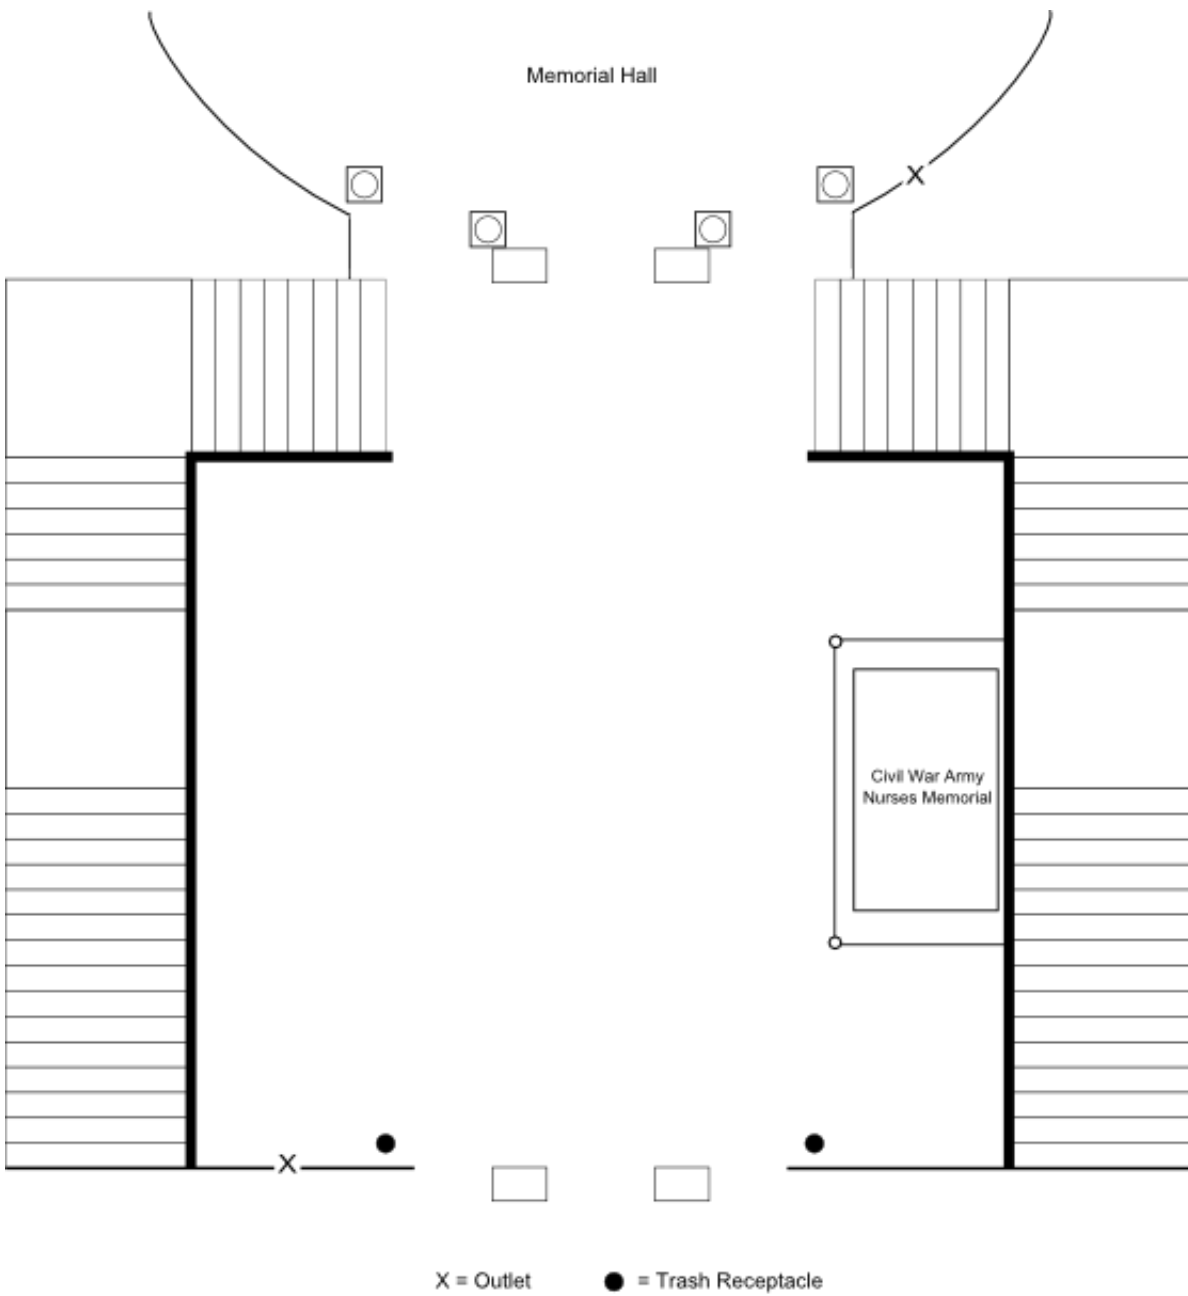 Memorial Hall
X
Civil War Army
Nurses Memorial
X
X = Outlet
= Trash Receptacle